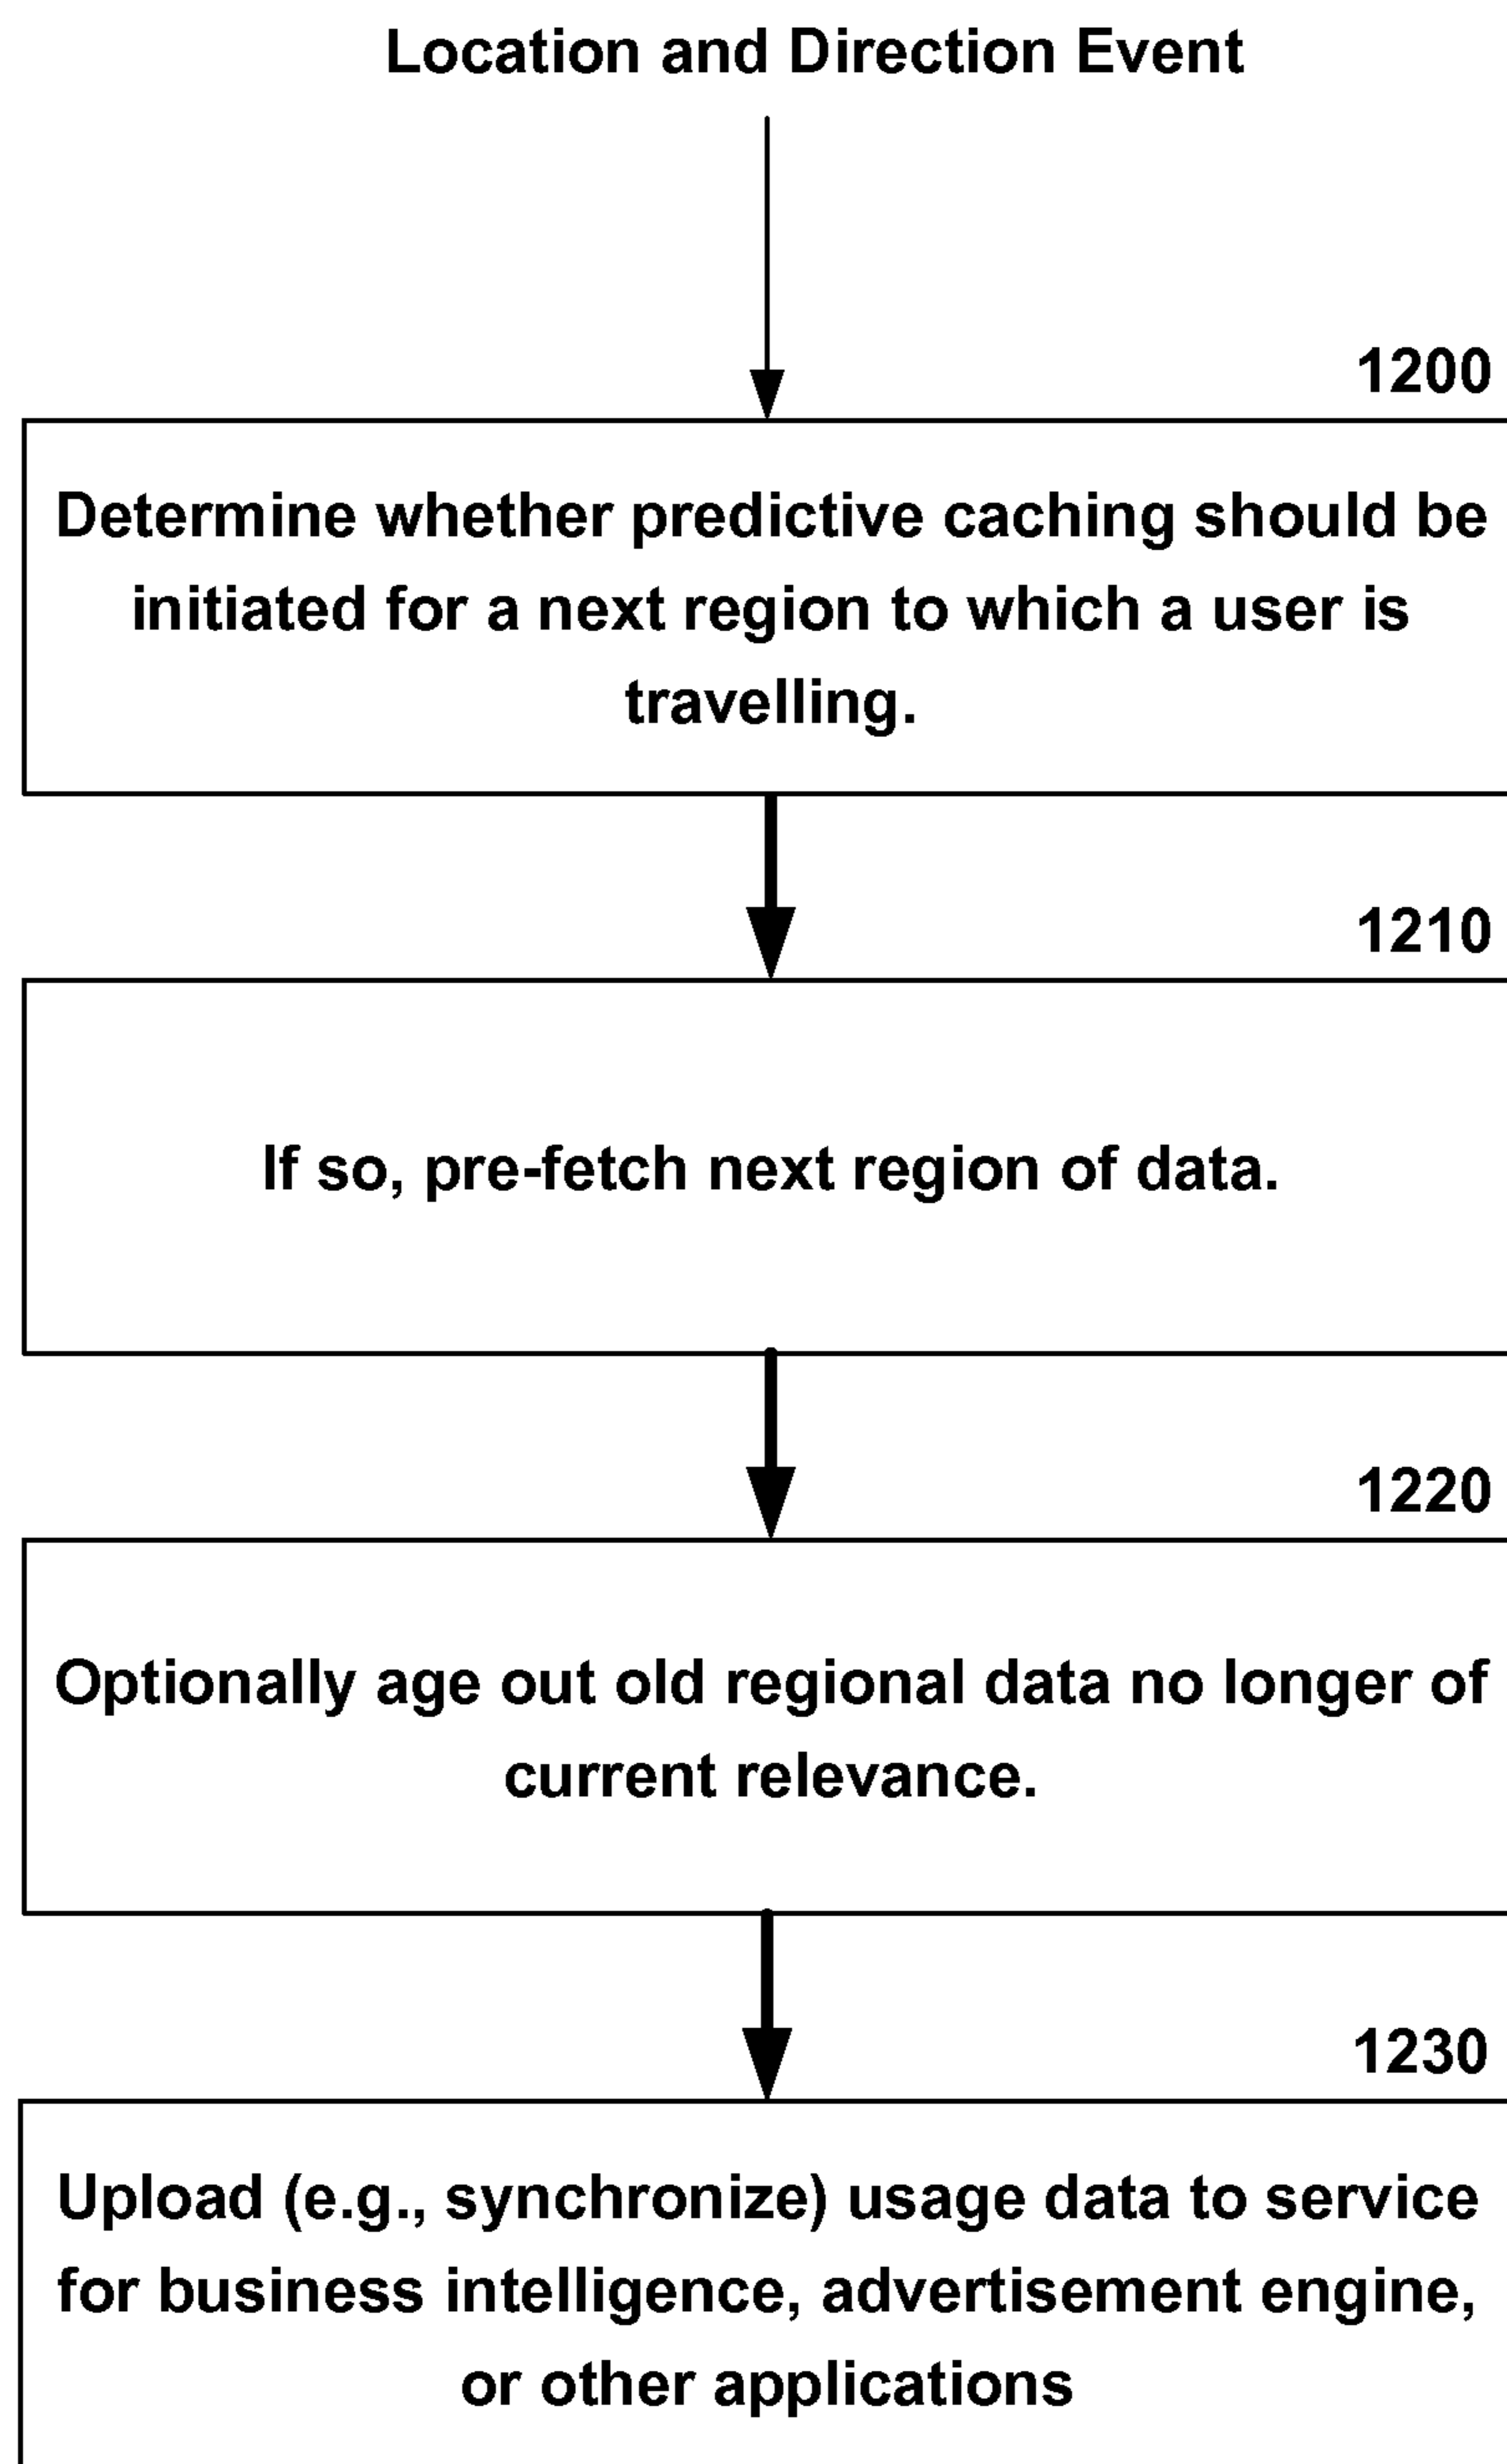 Location and Direction Event
1200
Determine whether predictive caching should be
initiated for a next region to which a user is
travelling.
1210
If so, pre-fetch next region of data.
1220
Optionally age out old regional data no longer of
current relevance.
1230
Upload (e.g., synchronize) usage data to service
for business intelligence, advertisement engine,
or other applications